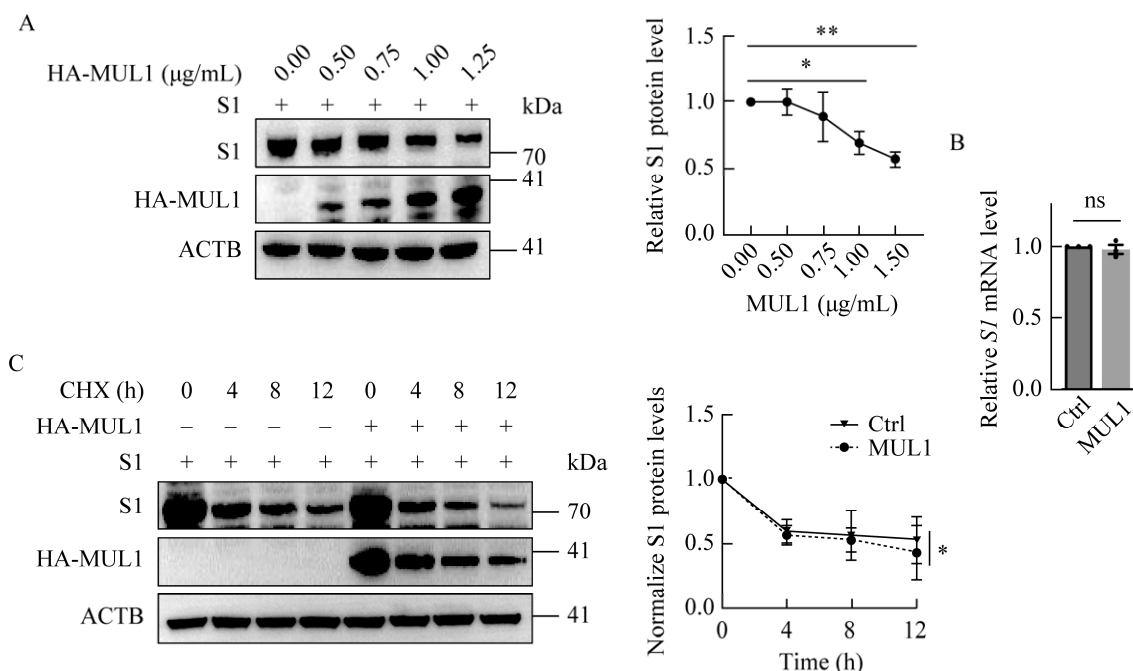 A
HA-MUL1 (μg/mL) 0.00 0.50 0.75 1.00 1.25
S1 + + + + + kDa
S1
70
41
HA-MUL1
ACTB
41
1.5
1.0
0.5
0.0
Relative S1 ptotein level
**
*
0.00 0.50 0.75 1.00 1.50
MUL1 (μg/mL)
B
Relative S1 mRNA level
1.5
1.0
1.0
0.0
ns
Ctrl MUL1
C
CHX (h) 0 4 8 12 0 4 8 12
HA-MUL1 – – – – + + + +
S1 + + + + + + + + kDa
S1
70
HA-MUL1
41
ACTB
41
Normalize S1 protein levels
1.5
1.0
0.5
0.0
Ctrl
MUL1
*
0 4 8 12
Time (h)